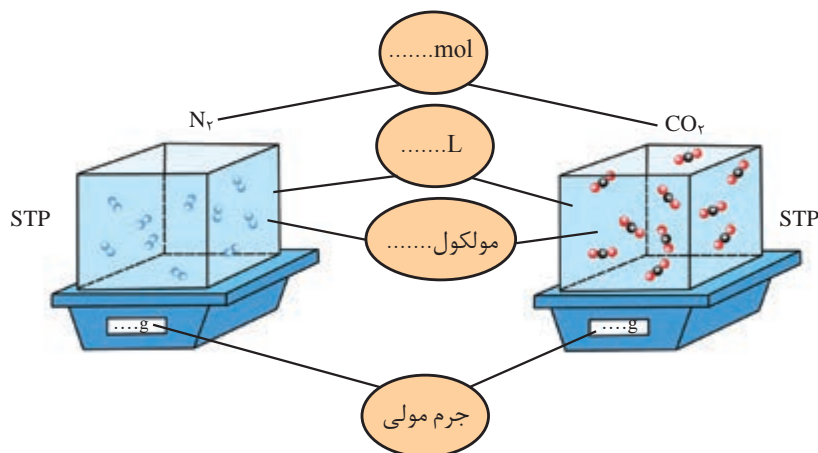 .......mol
N۲
CO۲
.......L
STP
STP
مولکول.......
....g
....g
جرم مولی